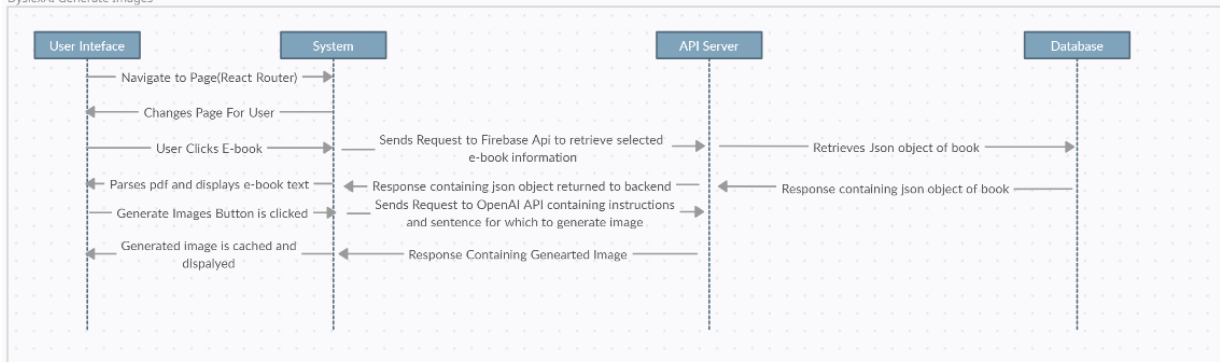 DyslexAI Generate Images
User Inteface
System
API Server
Database
Navigate to Page(React Router)
Changes Page For User
User Clicks E-book
Sends Request to Firebase Api to retrieve selected
e-book information
Retrieves Json object of book
Parses pdf and displays e-book text
Response containing json object returned to backend
Response containing json object of book
Generate Images Button is clicked
Sends Request to OpenAI API containing instructions
and sentence for which to generate image
Generated image is cached and
dispalyed
Response Containing Genearted Image